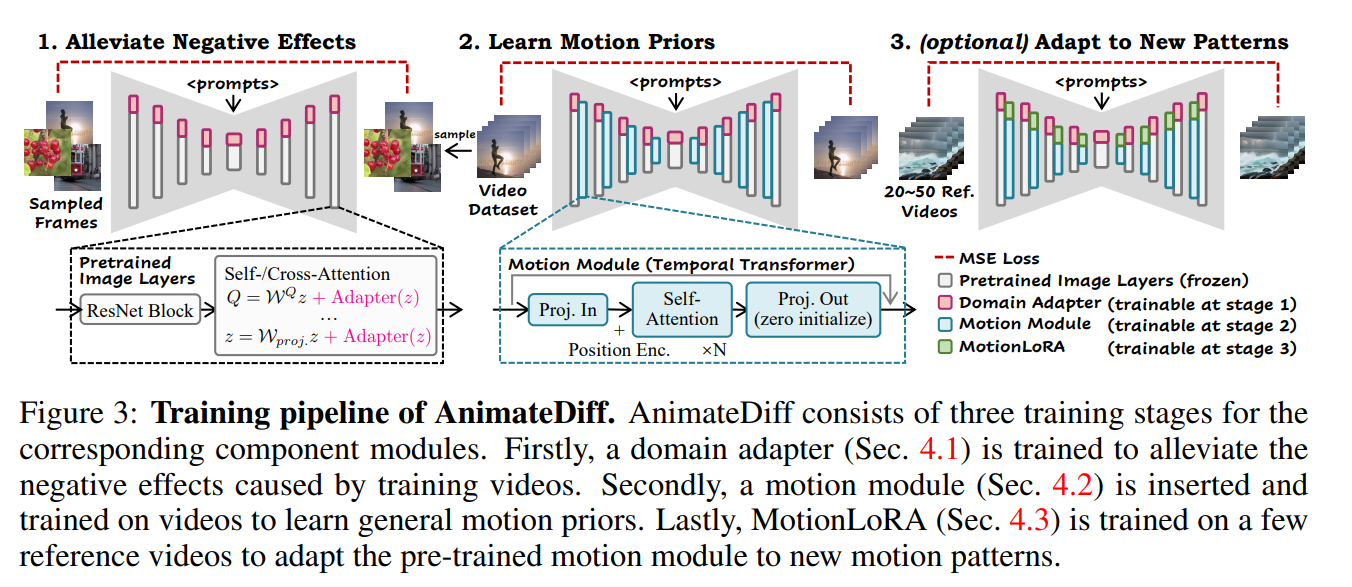 1. Alleviate Negative Effects
<prompts>
Sampled
Frames
Pretrained
Image Layers
ResNet Block
Self-/Cross-Attention
Q = W^Q z + Adapter(z)
...
z = W_proj. z + Adapter(z)
2. Learn Motion Priors
<prompts>
sample
Video
Dataset
Motion Module (Temporal Transformer)
Proj. In
+
Position Enc.
Self-
Attention
×N
Proj. Out
(zero initialize)
3. (optional) Adapt to New Patterns
<prompts>
20~50 Ref.
Videos
MSE Loss
Pretrained Image Layers (frozen)
Domain Adapter (trainable at stage 1)
Motion Module (trainable at stage 2)
MotionLoRA (trainable at stage 3)
Figure 3: Training pipeline of AnimateDiff. AnimateDiff consists of three training stages for the
corresponding component modules. Firstly, a domain adapter (Sec. 4.1) is trained to alleviate the
negative effects caused by training videos. Secondly, a motion module (Sec. 4.2) is inserted and
trained on videos to learn general motion priors. Lastly, MotionLoRA (Sec. 4.3) is trained on a few
reference videos to adapt the pre-trained motion module to new motion patterns.